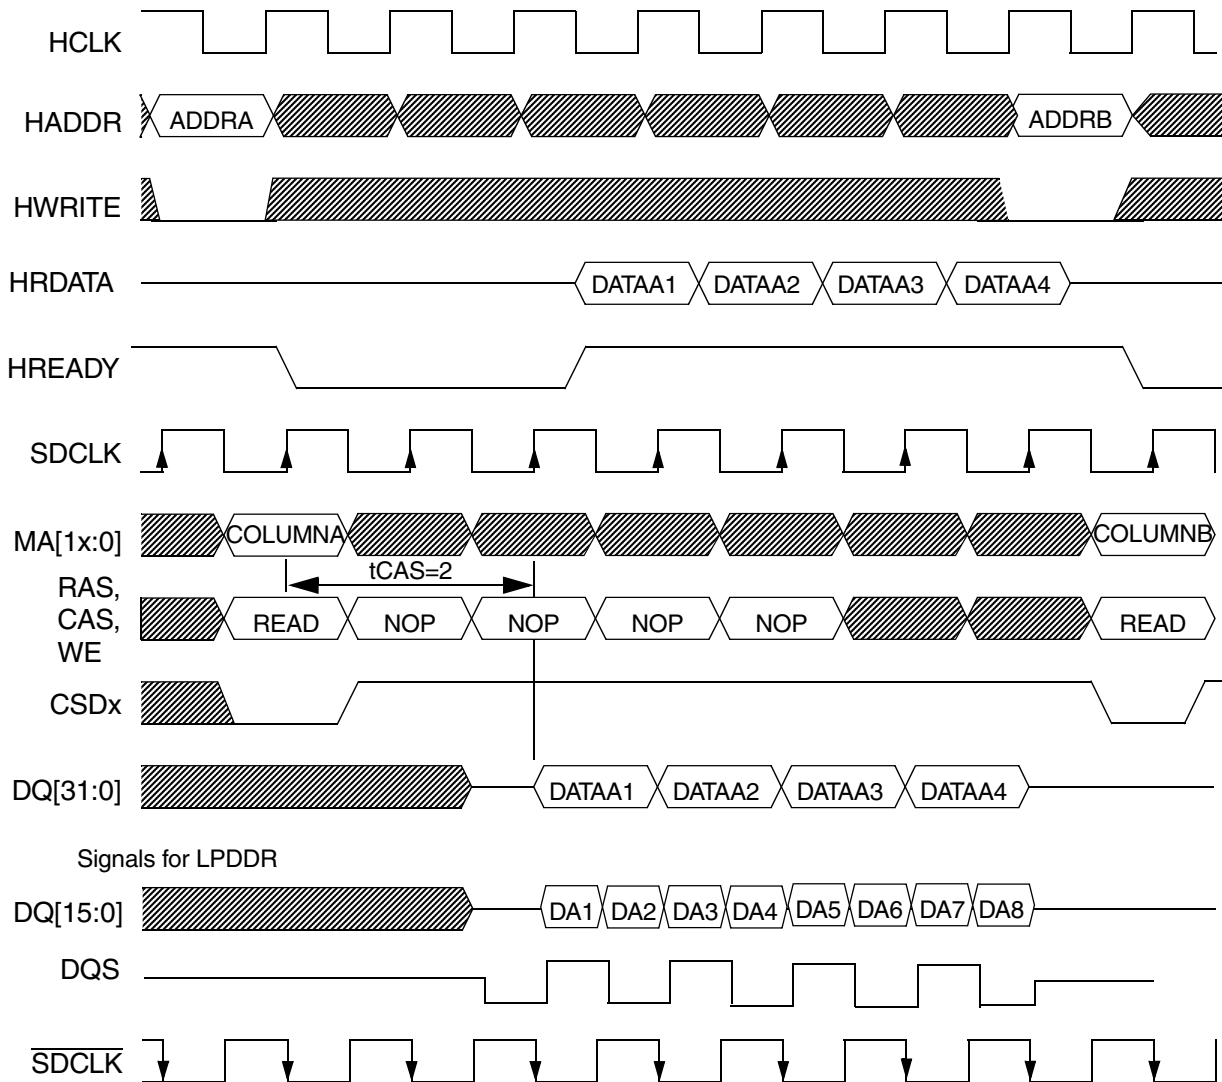 HCLK
HADDR ADDRA ADDRB
HWRITE
HRDATA DATAA1 DATAA2 DATAA3 DATAA4
HREADY
SDCLK
MA[1x:0] COLUMNA COLUMNB
tCAS=2
RAS,
CAS, READ NOP NOP NOP NOP READ
WE
CSDx
DQ[31:0] DATAA1 DATAA2 DATAA3 DATAA4
Signals for LPDDR
DQ[15:0] DA1 DA2 DA3 DA4 DA5 DA6 DA7 DA8
DQS
SDCLK